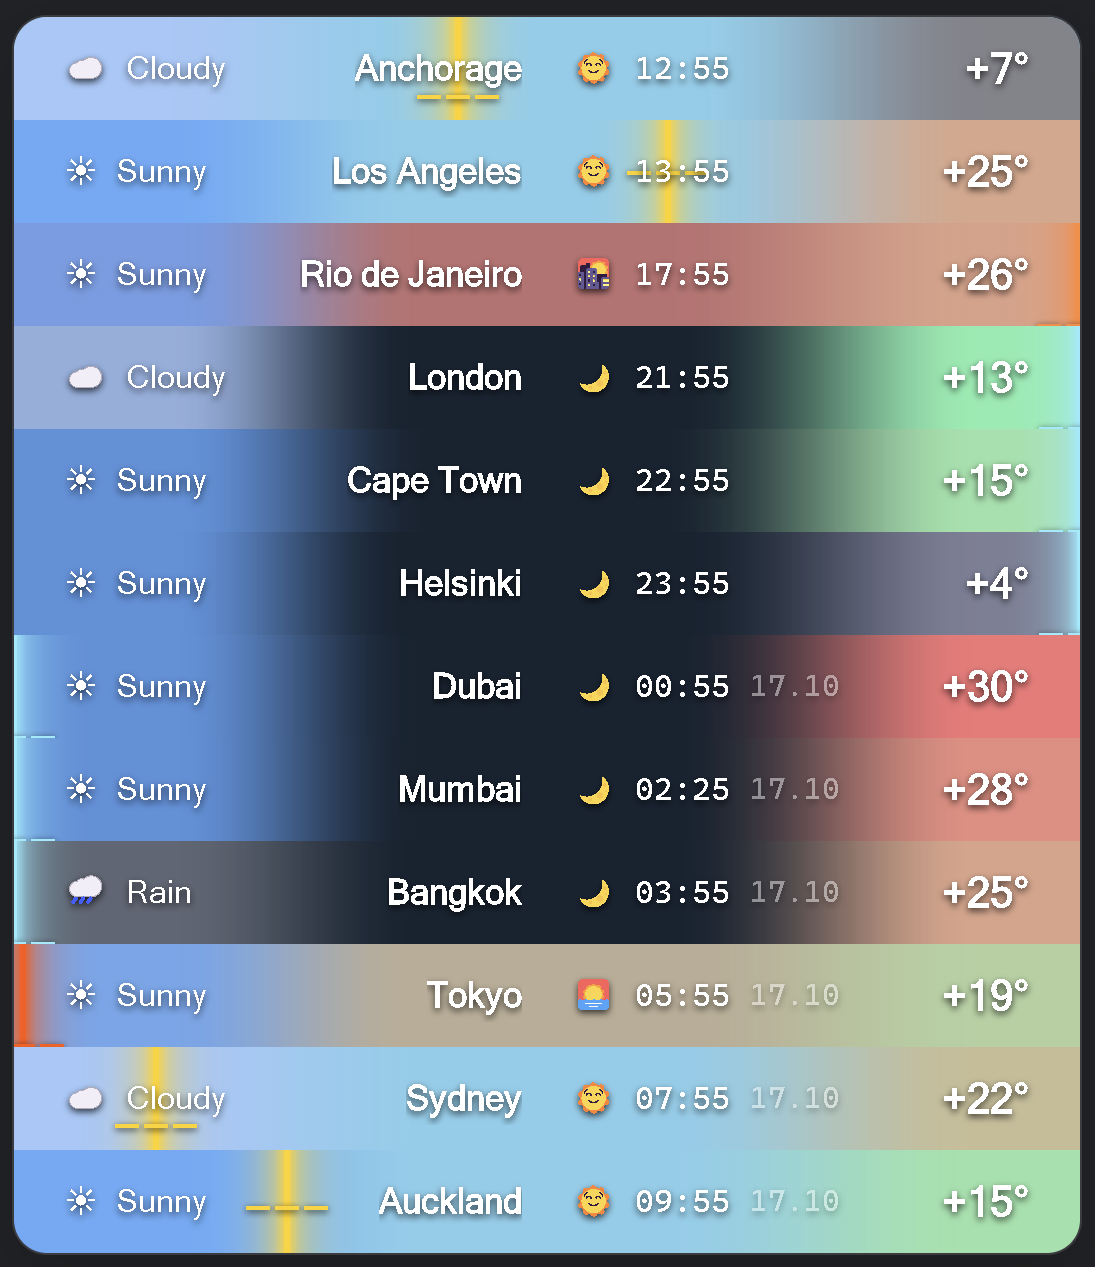 Cloudy Anchorage 12:55 +7°
Sunny Los Angeles 13:55 +25°
Sunny Rio de Janeiro 17:55 +26°
Cloudy London 21:55 +13°
Sunny Cape Town 22:55 +15°
Sunny Helsinki 23:55 +4°
Sunny Dubai 00:55 17.10 +30°
Sunny Mumbai 02:25 17.10 +28°
Rain Bangkok 03:55 17.10 +25°
Sunny Tokyo 05:55 17.10 +19°
Cloudy Sydney 07:55 17.10 +22°
Sunny Auckland 09:55 17.10 +15°